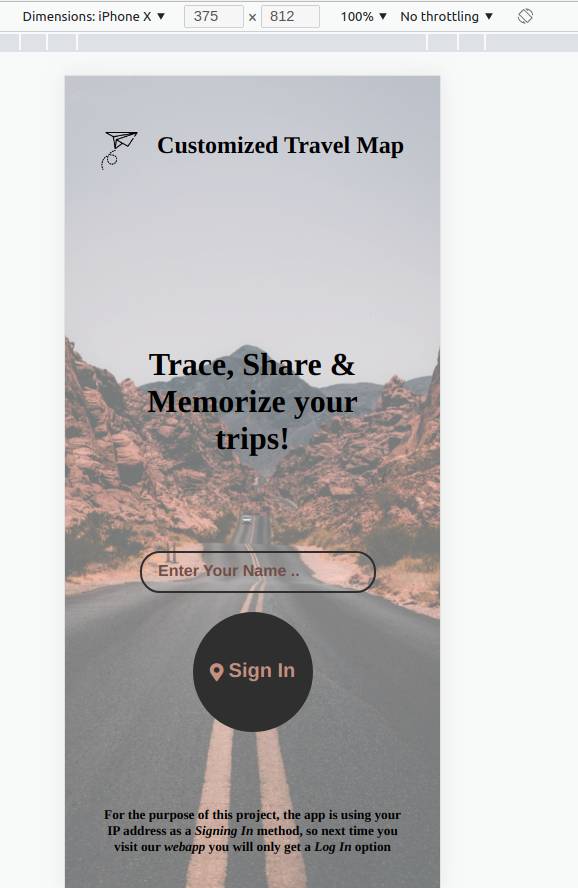 Dimensions: iPhone X ▼ 375 x 812 100% ▼ No throttling ▼
Customized Travel Map
Trace, Share &
Memorize your
trips!
Enter Your Name ..
Sign In
For the purpose of this project, the app is using your
IP address as a Signing In method, so next time you
visit our webapp you will only get a Log In option